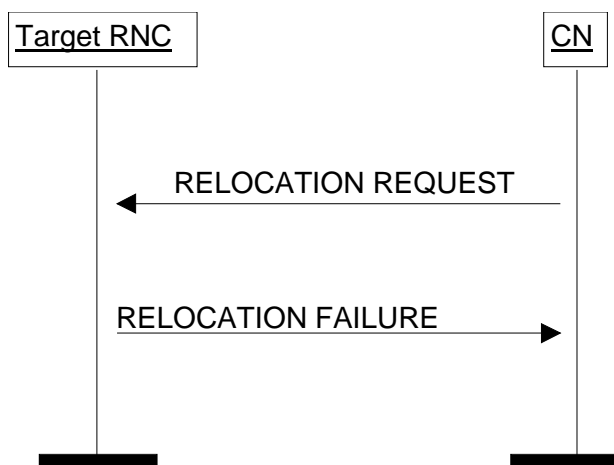 Target RNC
CN
RELOCATION REQUEST
RELOCATION FAILURE